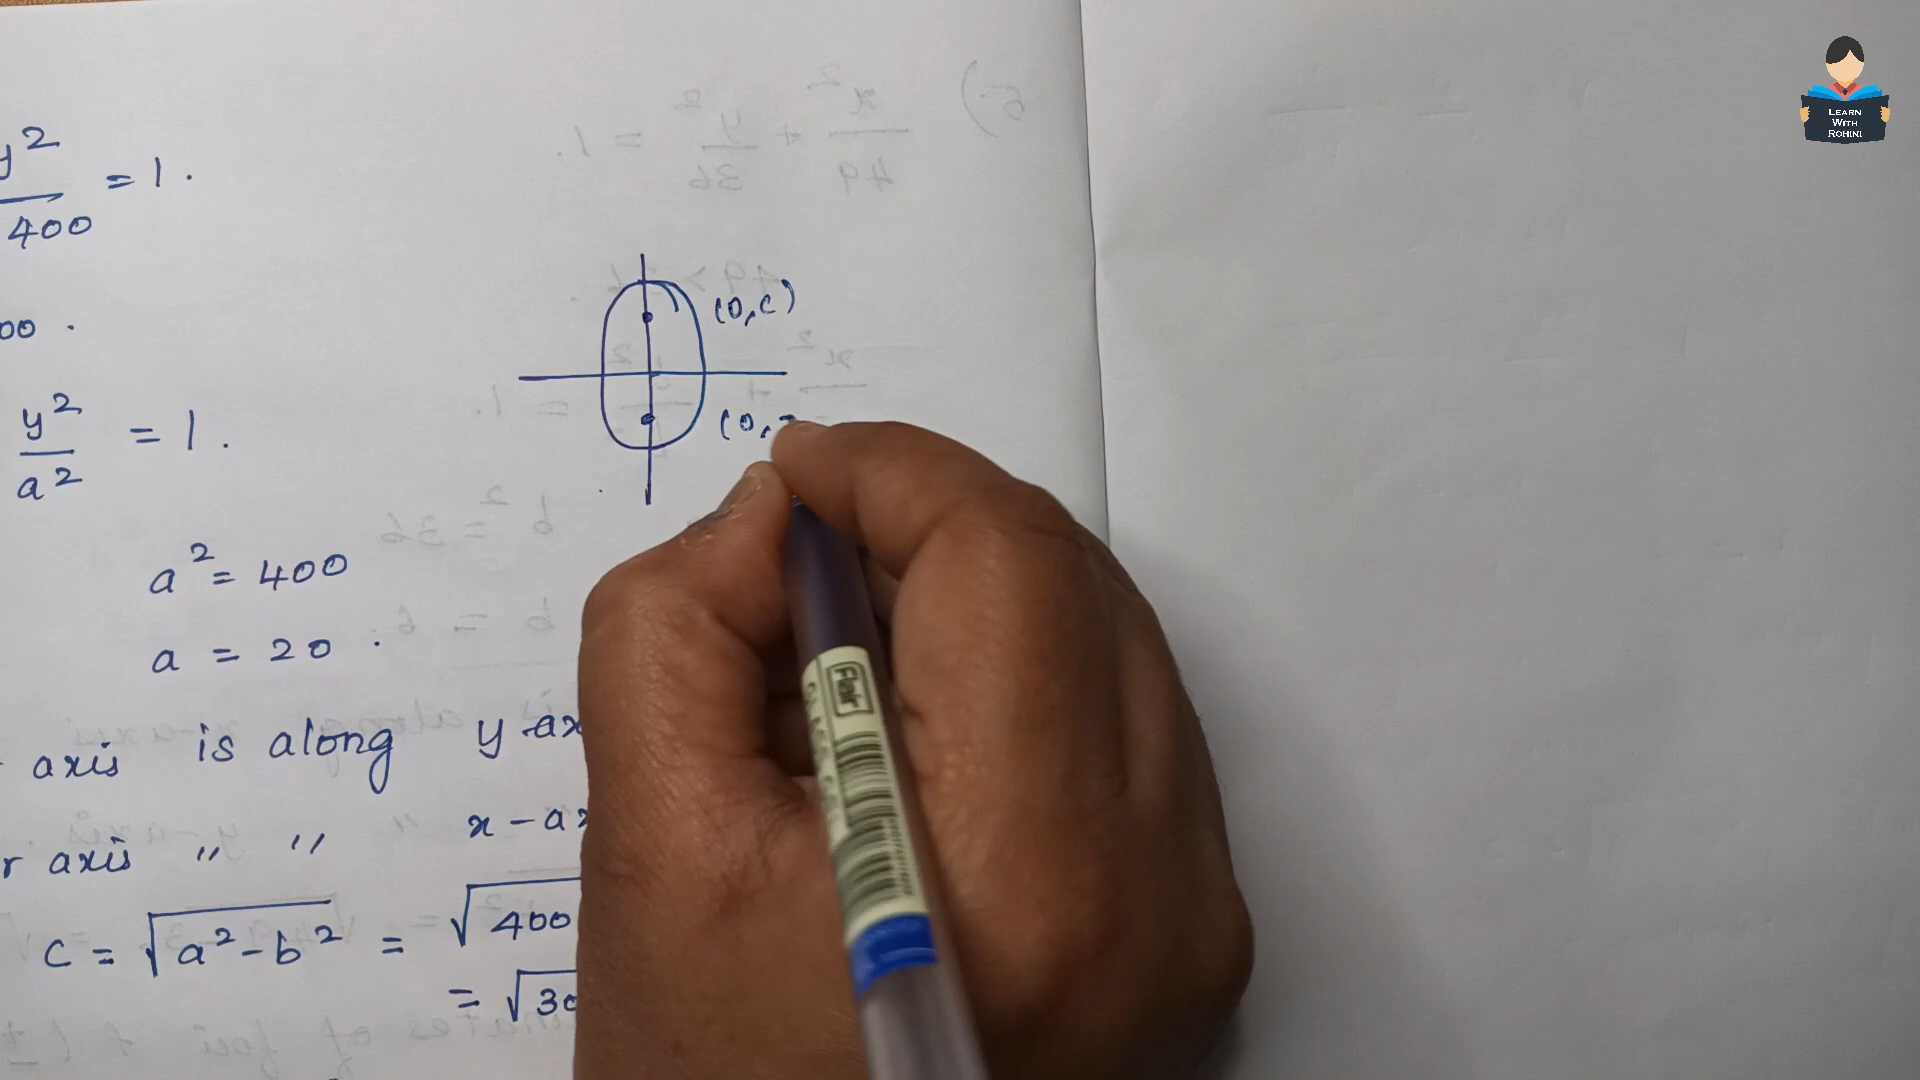 y²/400 = 1.
(0,c)
(0,-
y²/a² = 1.
a² = 400
a = 20.
axis is along y-ax
r axis " " x-ax
c = √a²-b² = √400
= √30
Flair
LEARN
WITH
ROHINI